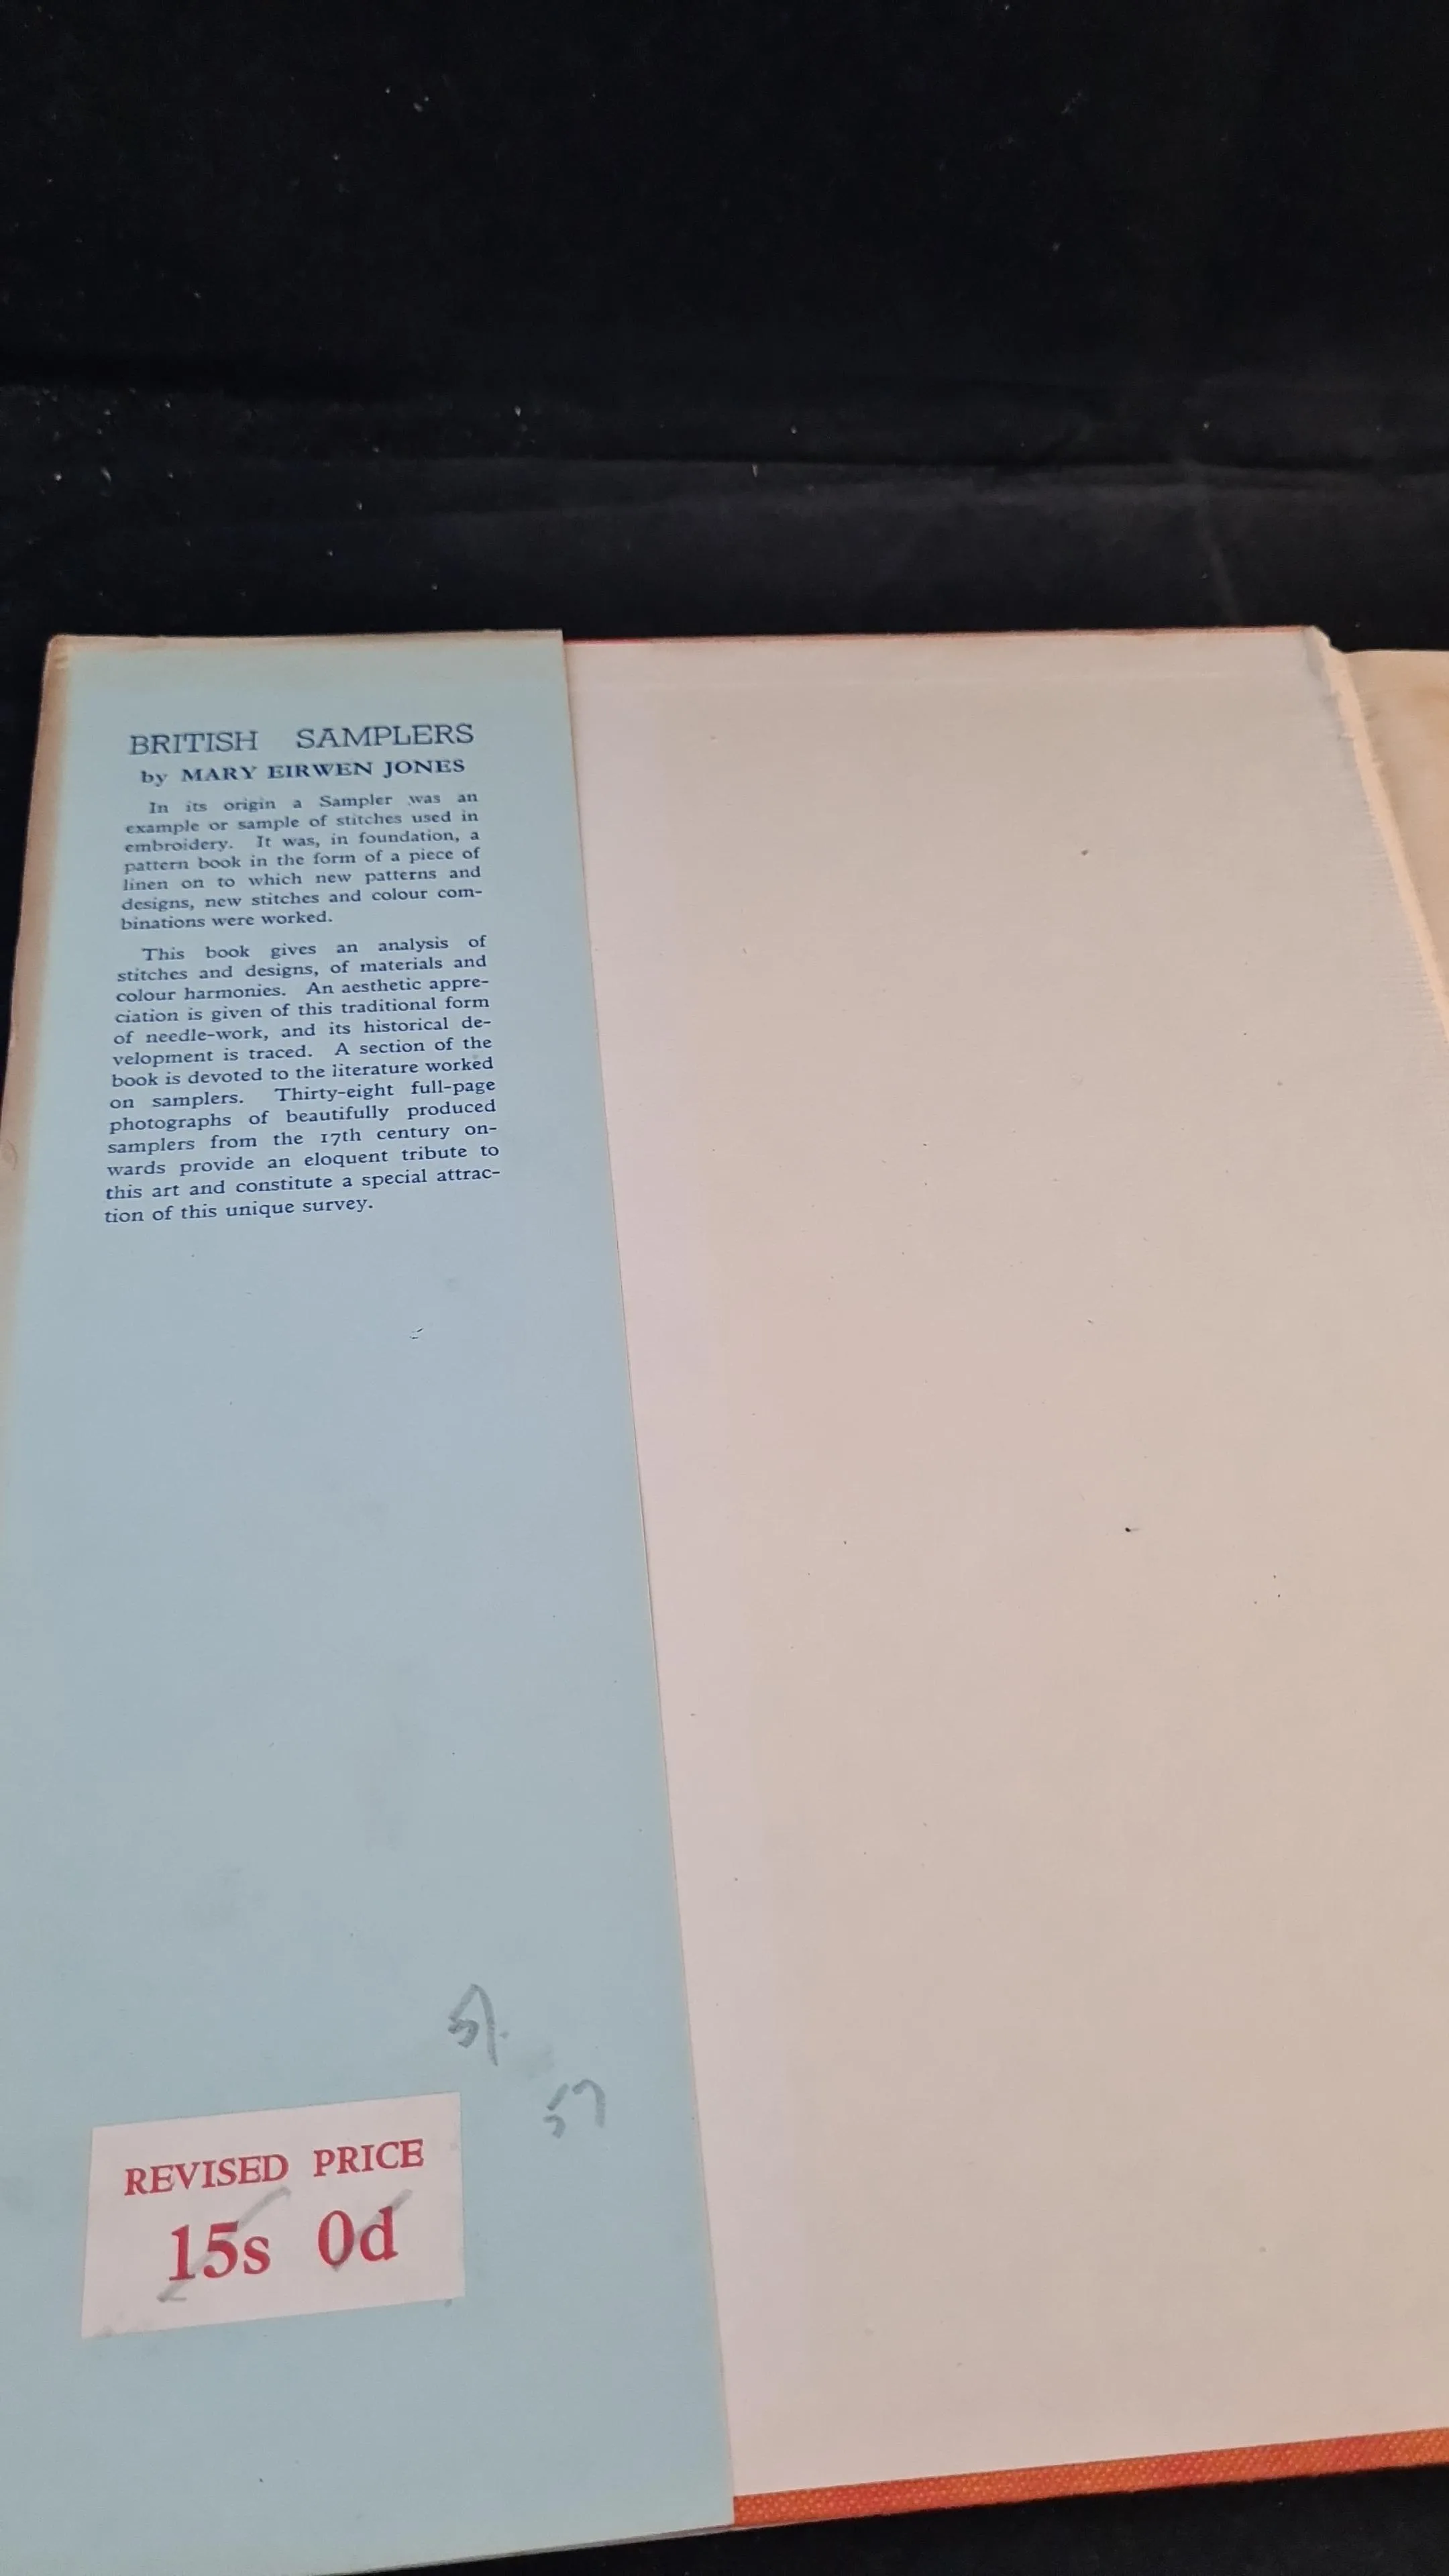 BRITISH SAMPLERS
by MARY EIRWEN JONES
In its origin a Sampler was an
example or sample of stitches used in
embroidery. It was, in foundation, a
pattern book in the form of a piece of
linen on to which new patterns and
designs, new stitches and colour com-
binations were worked.
This book gives an analysis of
stitches and designs, of materials and
colour harmonies. An aesthetic appre-
ciation is given of this traditional form
of needle-work, and its historical de-
velopment is traced. A section of the
book is devoted to the literature worked
on samplers. Thirty-eight full-page
photographs of beautifully produced
samplers from the 17th century on-
wards provide an eloquent tribute to
this art and constitute a special attrac-
tion of this unique survey.
57
REVISED PRICE
15s 0d